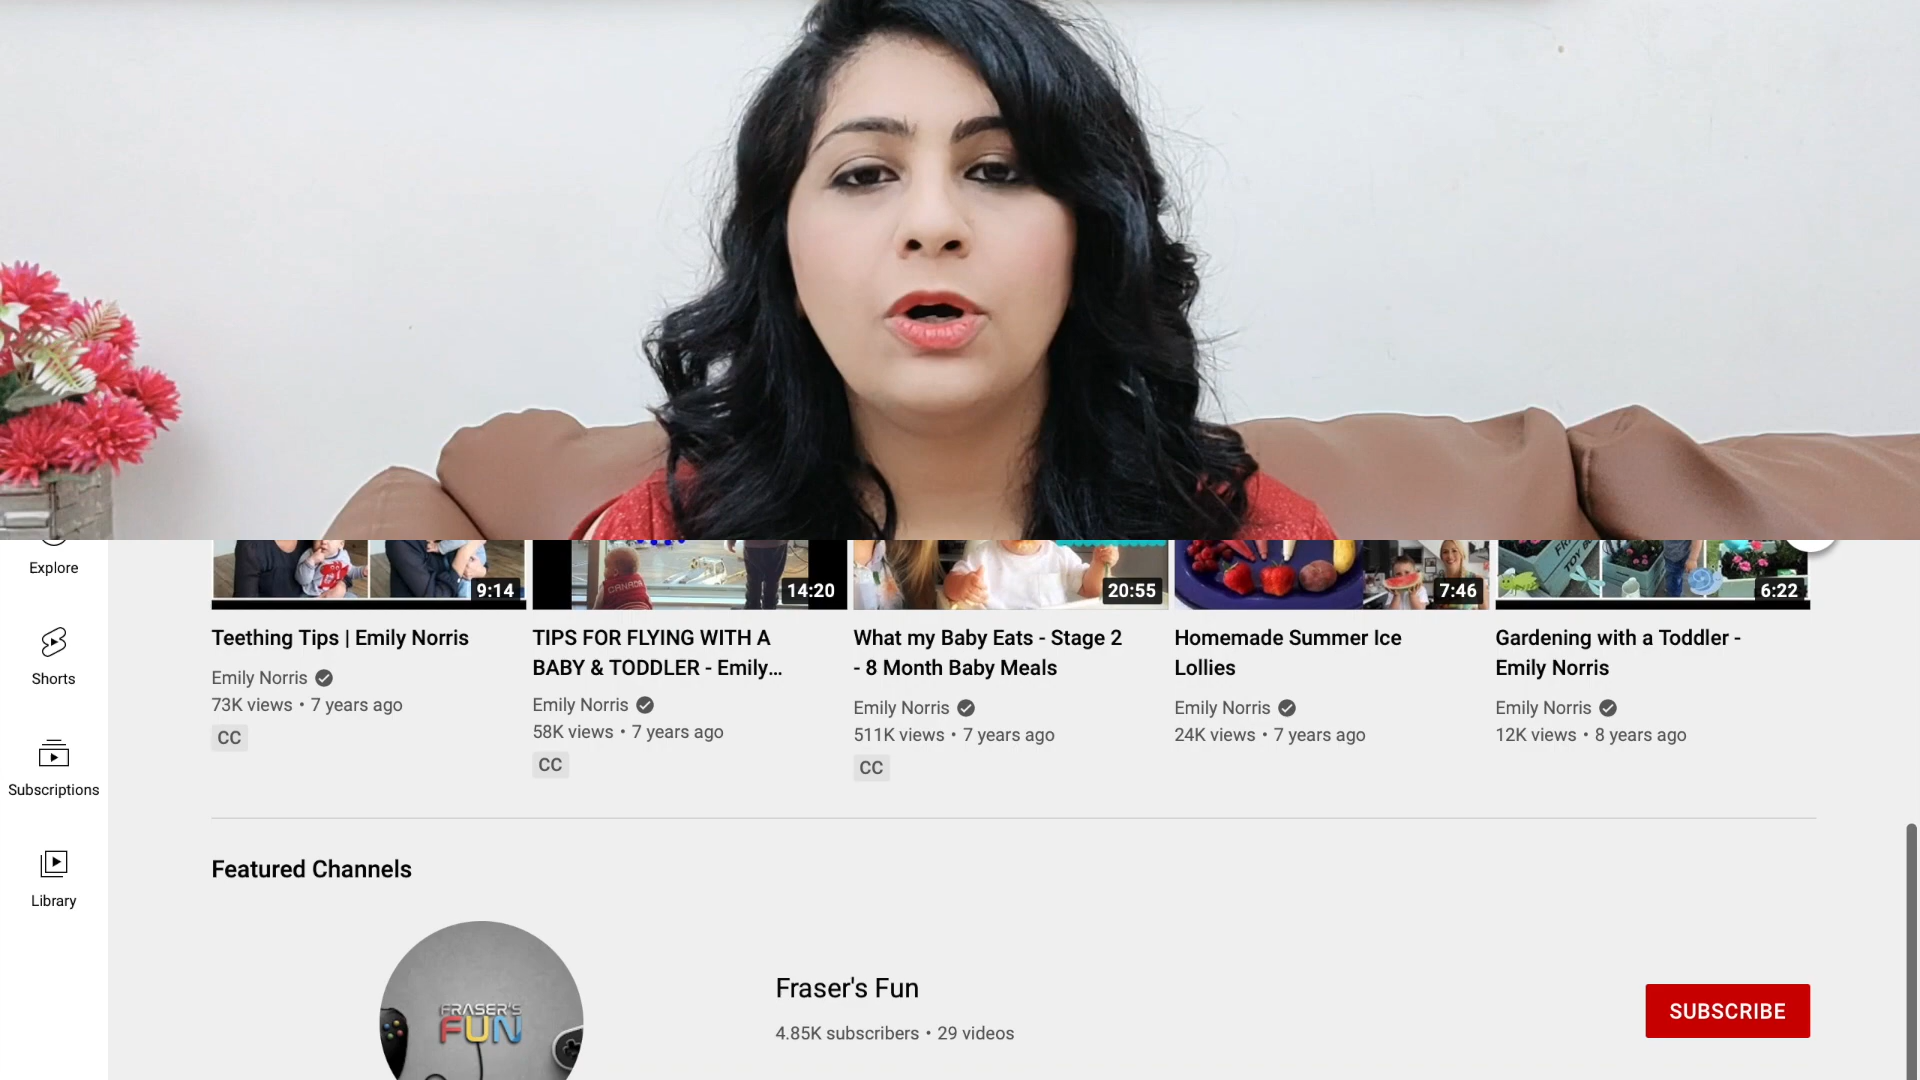 Explore
Shorts
Subscriptions
Library
9:14
14:20
20:55
7:46
6:22
CANADA
TOY BOX
Teething Tips | Emily Norris
Emily Norris
73K views • 7 years ago
CC
TIPS FOR FLYING WITH A
BABY & TODDLER - Emily...
Emily Norris
58K views • 7 years ago
CC
What my Baby Eats - Stage 2
- 8 Month Baby Meals
Emily Norris
511K views • 7 years ago
CC
Homemade Summer Ice
Lollies
Emily Norris
24K views • 7 years ago
Gardening with a Toddler -
Emily Norris
Emily Norris
12K views • 8 years ago
Featured Channels
FRASER'S
FUN
Fraser's Fun
4.85K subscribers • 29 videos
SUBSCRIBE